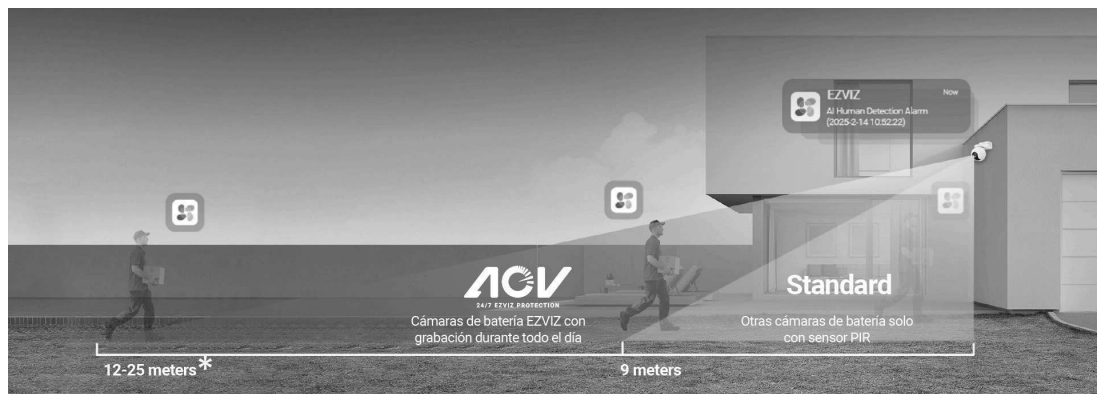 EZVIZ
Now
AI Human Detection Alarm
(2025-2-14 10:52:22)
AOV
24/7 EZVIZ PROTECTION
Cámaras de batería EZVIZ con
grabación durante todo el día
Standard
Otras cámaras de batería solo
con sensor PIR
12-25 meters*
9 meters